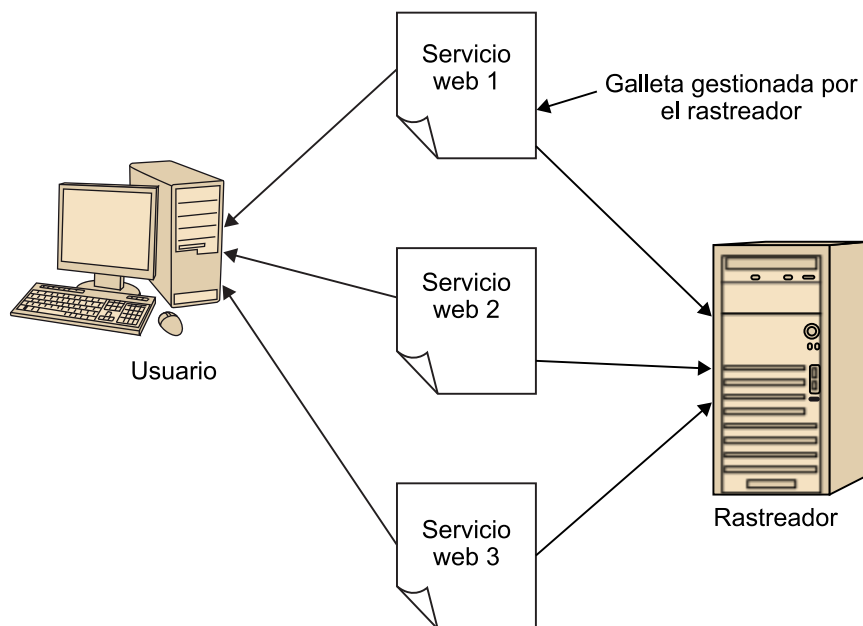 Servicio
web 1
Galleta gestionada por
el rastreador
Servicio
web 2
Usuario
Servicio
web 3
Rastreador